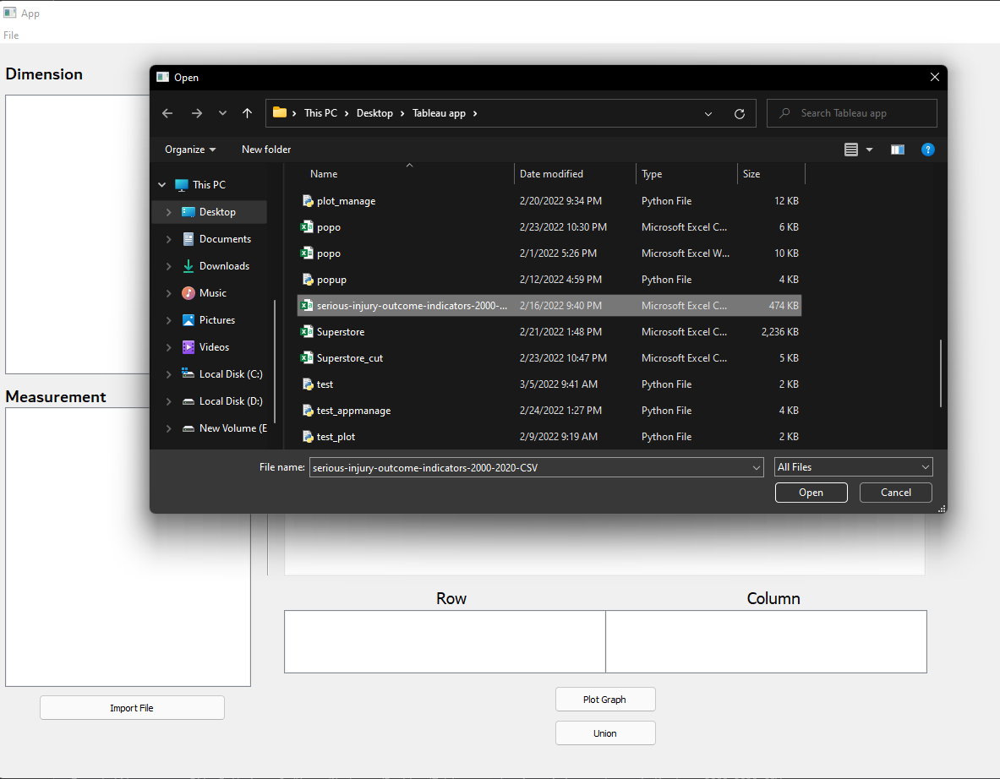 App
File
Dimension
Open
This PC
Desktop
Tableau app
Search Tableau app
Organize
New folder
?
Name Date modified Type Size
This PC
Desktop
Documents
Downloads
Music
Pictures
Videos
Local Disk (C:)
Local Disk (D:)
New Volume (E
plot_manage 2/20/2022 9:34 PM Python File 12 KB
popo 2/23/2022 10:30 PM Microsoft Excel C... 6 KB
popo 2/1/2022 5:26 PM Microsoft Excel W... 10 KB
popup 2/12/2022 4:59 PM Python File 4 KB
serious-injury-outcome-indicators-2000-... 2/16/2022 9:40 PM Microsoft Excel C... 474 KB
Superstore 2/21/2022 1:48 PM Microsoft Excel C... 2,236 KB
Superstore_cut 2/23/2022 10:47 PM Microsoft Excel C... 5 KB
test 3/5/2022 9:41 AM Python File 2 KB
test_appmanage 2/24/2022 1:27 PM Python File 4 KB
test_plot 2/9/2022 9:19 AM Python File 2 KB
File name: serious-injury-outcome-indicators-2000-2020-CSV All Files
Open Cancel
Measurement
Row Column
Import File
Plot Graph
Union